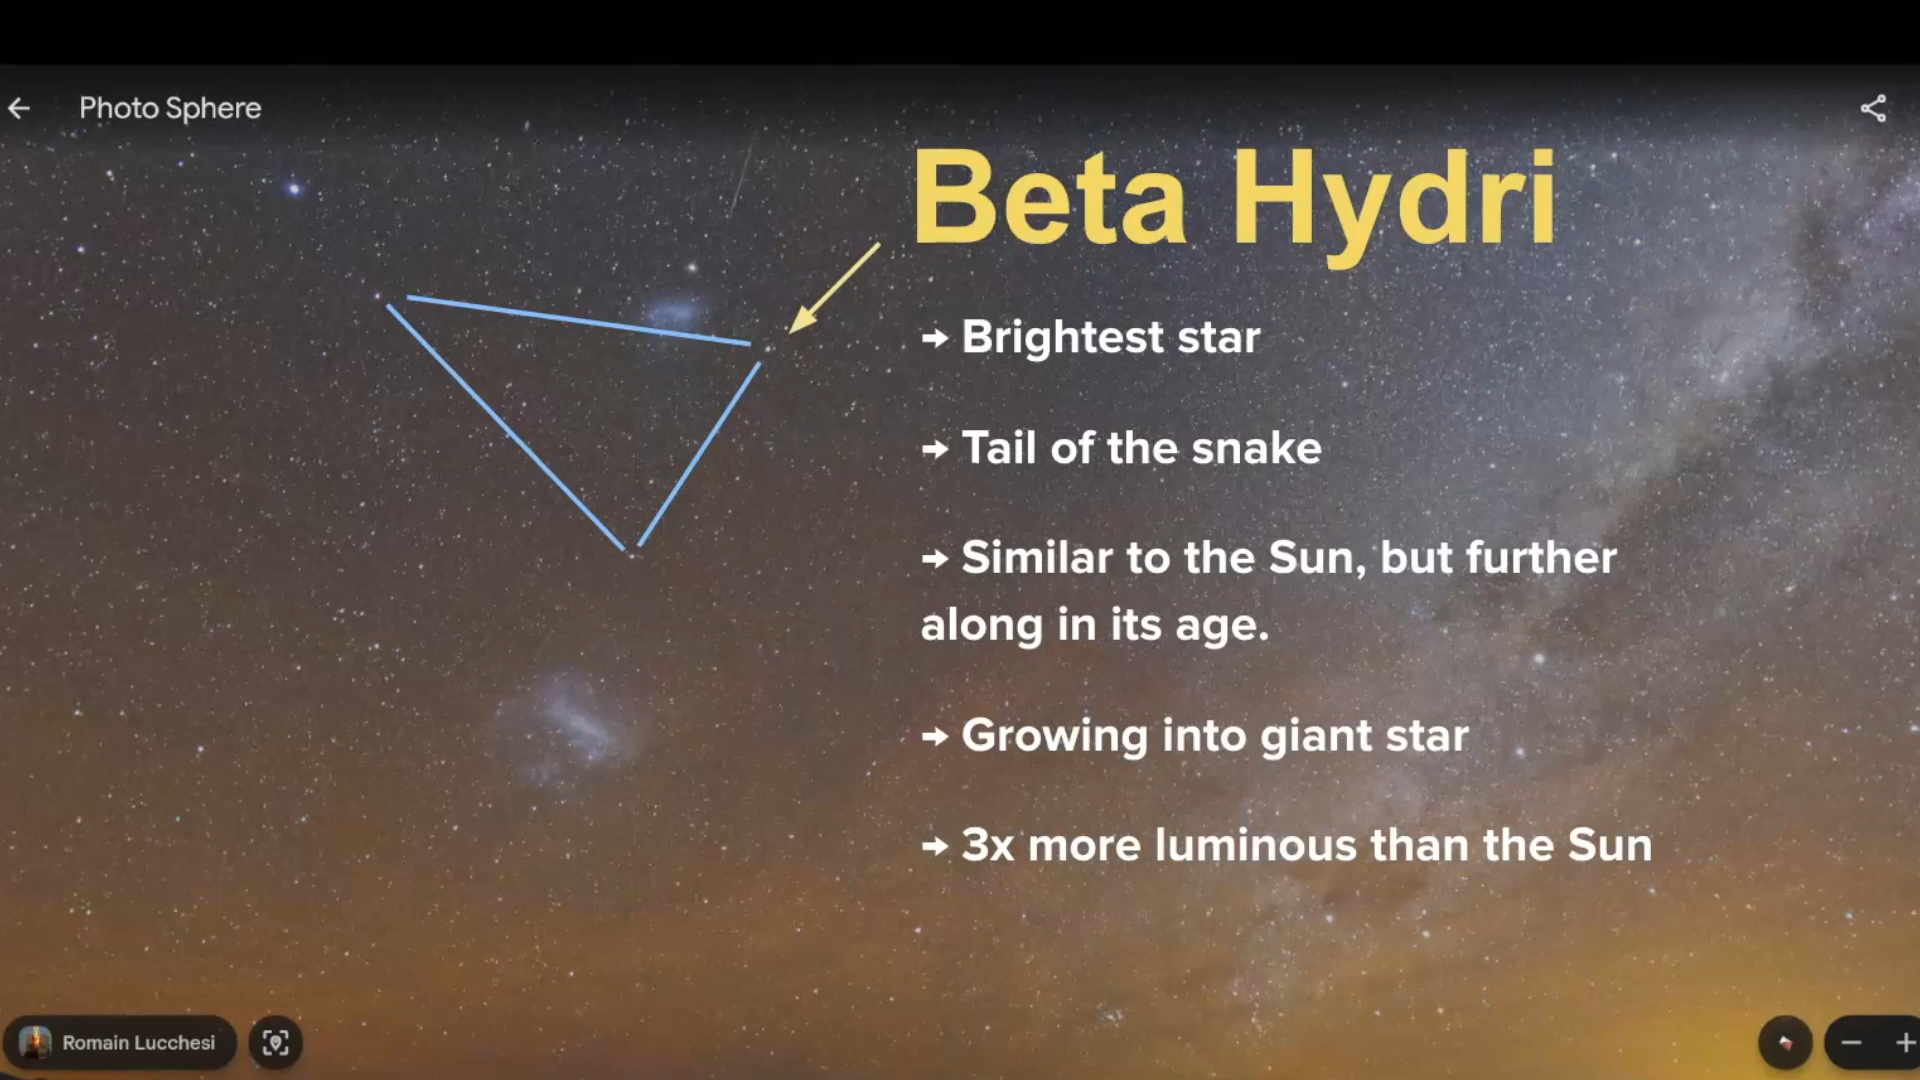 Photo Sphere
Beta Hydri
→ Brightest star
→ Tail of the snake
→ Similar to the Sun, but further
along in its age.
→ Growing into giant star
→ 3x more luminous than the Sun
Romain Lucchesi